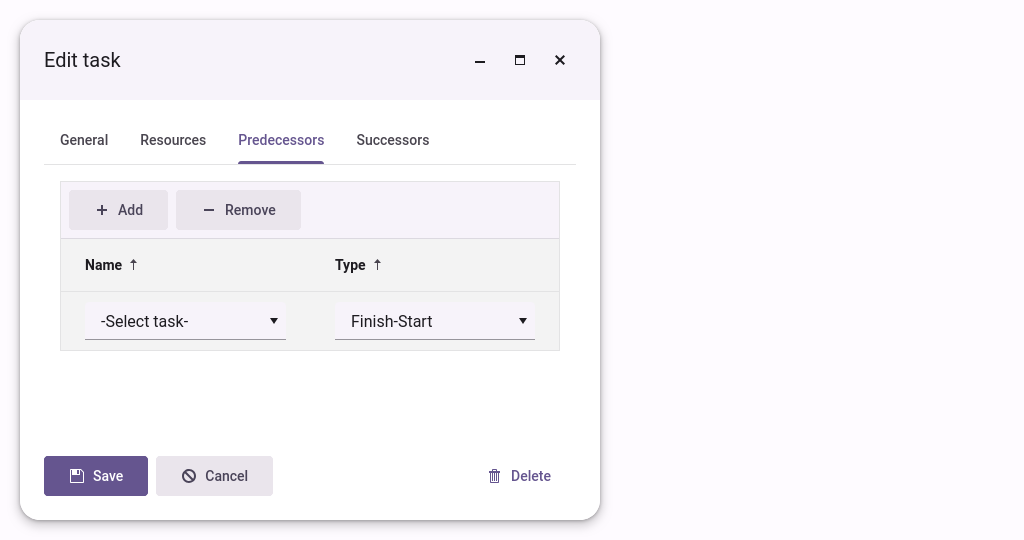 Edit task
General Resources Predecessors Successors
Add Remove
Name Type
-Select task- Finish-Start
Save Cancel Delete